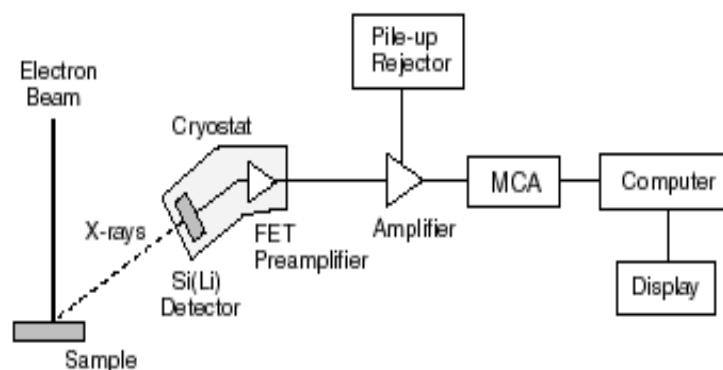 Pile-up
Rejector
Electron
Beam
Cryostat
MCA
Computer
X-rays
FET
Preamplifier
Amplifier
Si(Li)
Detector
Display
Sample